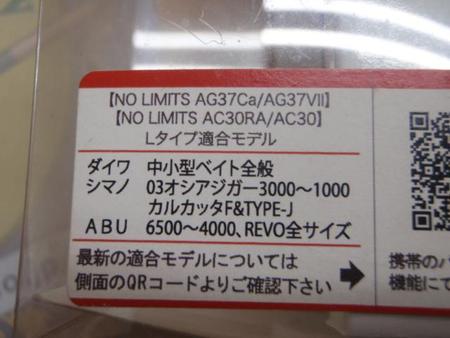 【NO LIMITS AG37Ca/AG37VII】
【NO LIMITS AC30RA/AC30】
Lタイプ適合モデル
ダイワ 中小型ベイト全般
シマノ 03オシアジガー3000〜1000
カルカッタF&TYPE-J
ABU 6500〜4000、REVO全サイズ
最新の適合モデルについては
側面のQRコードよりご確認下さい
携帯のバ
機能にて